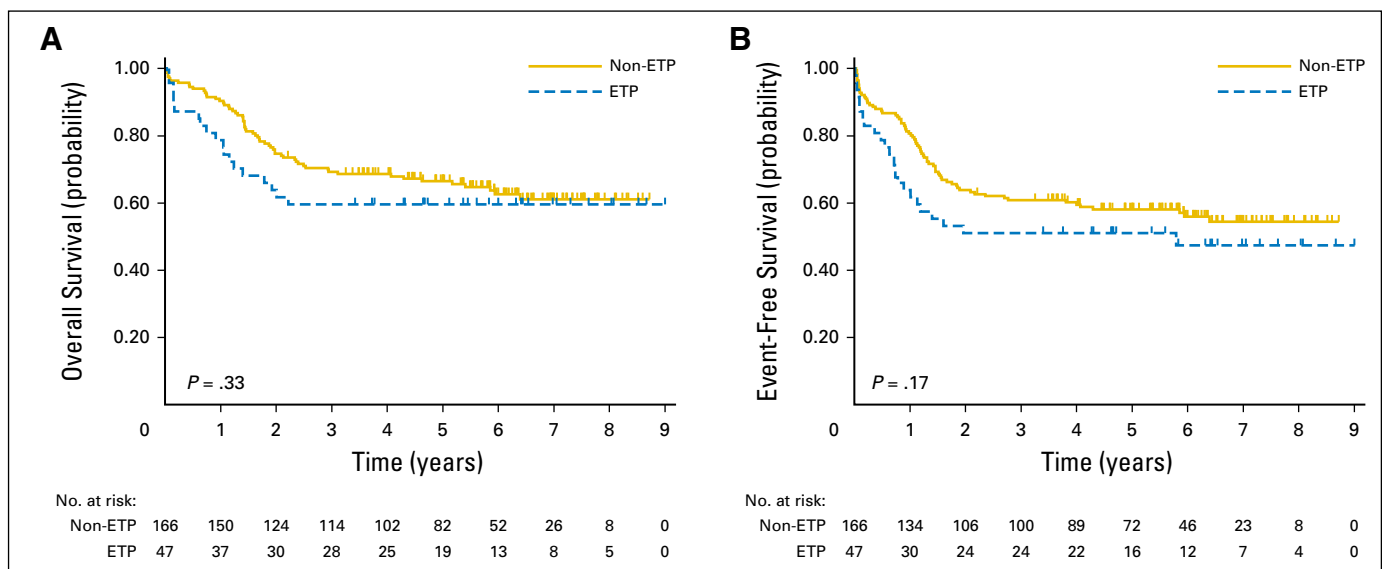 A
Overall Survival (probability)
1.00
0.80
0.60
0.40
0.20
Non-ETP
ETP
P = .33
0 1 2 3 4 5 6 7 8 9
Time (years)
No. at risk:
Non-ETP 166 150 124 114 102 82 52 26 8 0
ETP 47 37 30 28 25 19 13 8 5 0
B
Event-Free Survival (probability)
1.00
0.80
0.60
0.40
0.20
Non-ETP
ETP
P = .17
0 1 2 3 4 5 6 7 8 9
Time (years)
No. at risk:
Non-ETP 166 134 106 100 89 72 46 23 8 0
ETP 47 30 24 24 22 16 12 7 4 0